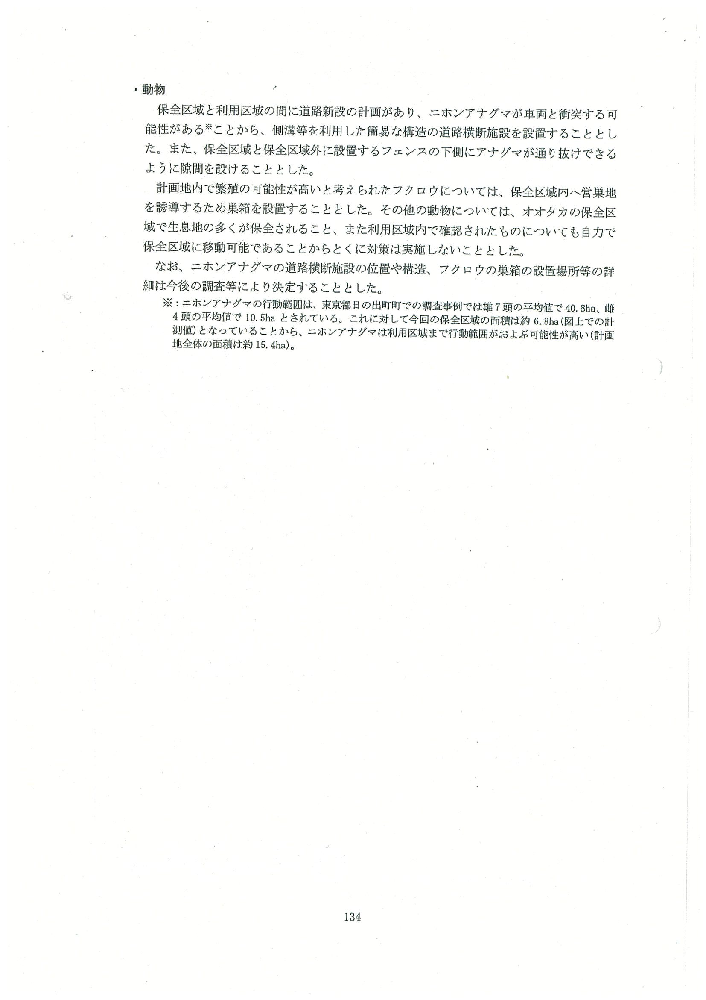 ・動物
保全区域と利用区域の間に道路新設の計画があり、ニホンアナグマが車両と衝突する可
能性がある※ことから、側溝等を利用した簡易な構造の道路横断施設を設置することとし
た。また、保全区域と保全区域外に設置するフェンスの下側にアナグマが通り抜けできる
ように隙間を設けることとした。
計画地内で繁殖の可能性が高いと考えられたフクロウについては、保全区域内へ営巣地
を誘導するため巣箱を設置することとした。その他の動物については、オオタカの保全区
域で生息地の多くが保全されること、また利用区域内で確認されたものについても自力で
保全区域に移動可能であることからとくに対策は実施しないこととした。
なお、ニホンアナグマの道路横断施設の位置や構造、フクロウの巣箱の設置場所等の詳
細は今後の調査等により決定することとした。
※：ニホンアナグマの行動範囲は、東京都日の出町町での調査事例では雄7頭の平均値で40.8ha、雌
4頭の平均値で10.5haとされている。これに対して今回の保全区域の面積は約6.8ha(図上での計
測値)となっていることから、ニホンアナグマは利用区域まで行動範囲がおよぶ可能性が高い(計画
地全体の面積は約15.4ha)。
134